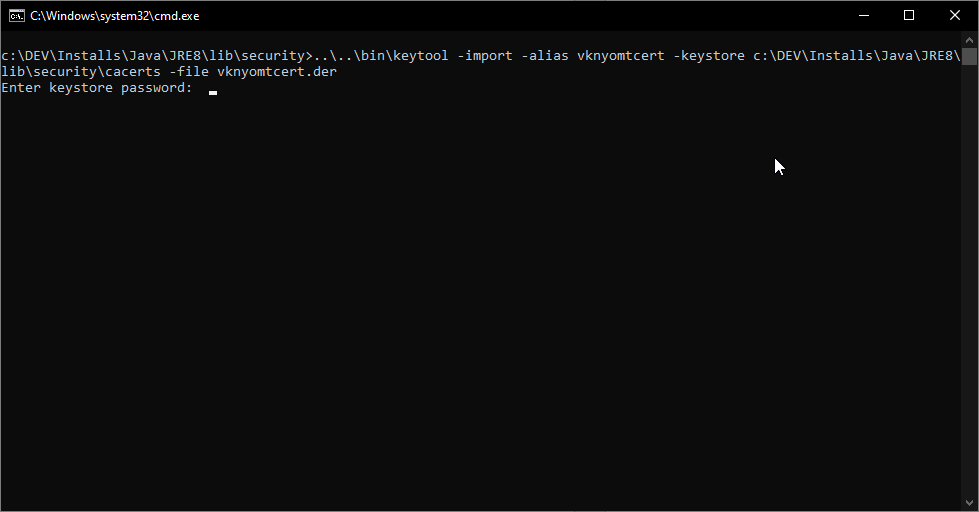 C:\Windows\system32\cmd.exe
c:\DEV\Installs\Java\JRE8\lib\security>..\..\bin\keytool -import -alias vknyomtcert -keystore c:\DEV\Installs\Java\JRE8\
lib\security\cacerts -file vknyomtcert.der
Enter keystore password: